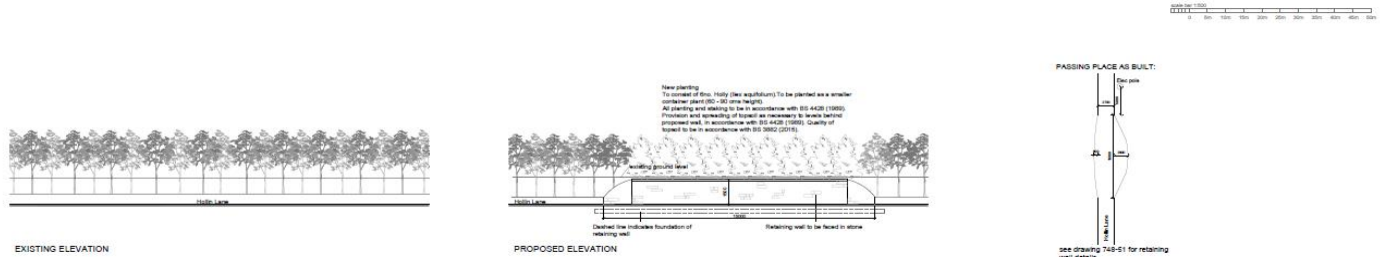 scale bar 1:500
0 5m 10m 15m 20m 25m 30m 35m 40m 45m 50m
PASSING PLACE AS BUILT:
Elec pole
New planting
To consist of 6no. Holly (Ilex aquifolium) To be planted as a smaller
container plant (60 - 90 cms height).
All planting and staking to be in accordance with BS 4428 (1989).
Provision and spreading of topsoil as necessary to levels behind
proposed wall, in accordance with BS 4428 (1989). Quality of
topsoil to be in accordance with BS 3882 (2015).
existing ground level
Hollin Lane
Hollin Lane
Dashed line indicates foundation of
retaining wall
Retaining wall to be faced in stone
Hollin Lane
EXISTING ELEVATION
PROPOSED ELEVATION
see drawing 748-51 for retaining
wall details